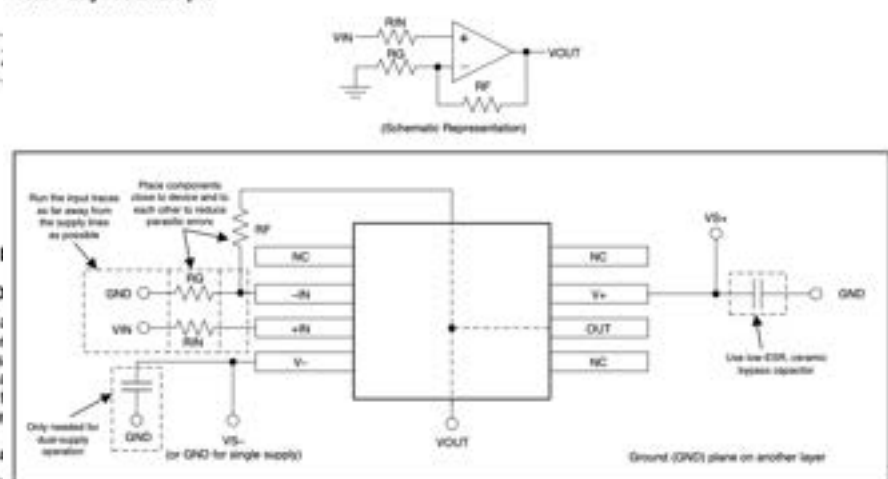 RIN
VIN
+
RG
VOUT
−
RF
(Schematic Representation)
Run the input traces
as far away from
the supply lines
as possible
Place components
close to device and to
each other to reduce
parasitic errors
RF
VS+
NC
NC
RG
GND
−IN
V+
GND
VIN
+IN
OUT
RIN
V−
NC
Use low-ESR, ceramic
bypass capacitor
Only needed for
dual-supply
operation
GND
VS−
(or GND for single supply)
VOUT
Ground (GND) plane on another layer